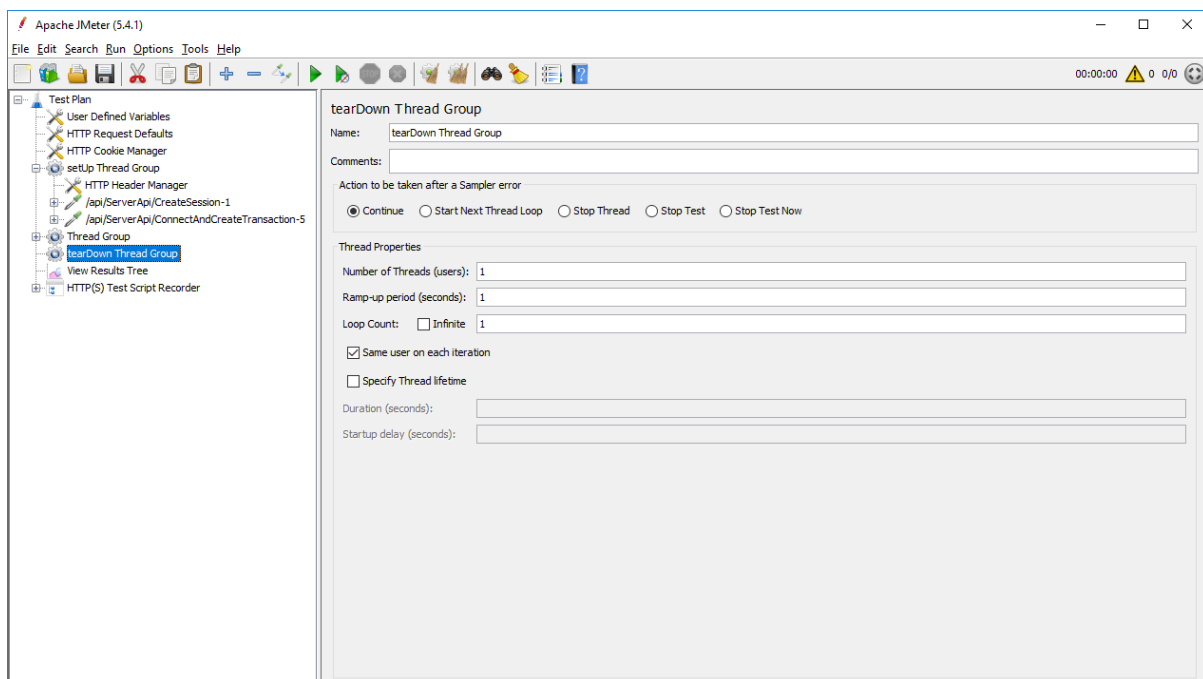 Apache JMeter (5.4.1)
File Edit Search Run Options Tools Help
00:00:00 0 0/0
Test Plan
User Defined Variables
HTTP Request Defaults
HTTP Cookie Manager
setUp Thread Group
HTTP Header Manager
/api/ServerApi/CreateSession-1
/api/ServerApi/ConnectAndCreateTransaction-5
Thread Group
tearDown Thread Group
View Results Tree
HTTP(S) Test Script Recorder
tearDown Thread Group
Name: tearDown Thread Group
Comments:
Action to be taken after a Sampler error
Continue Start Next Thread Loop Stop Thread Stop Test Stop Test Now
Thread Properties
Number of Threads (users): 1
Ramp-up period (seconds): 1
Loop Count: Infinite 1
Same user on each iteration
Specify Thread lifetime
Duration (seconds):
Startup delay (seconds):